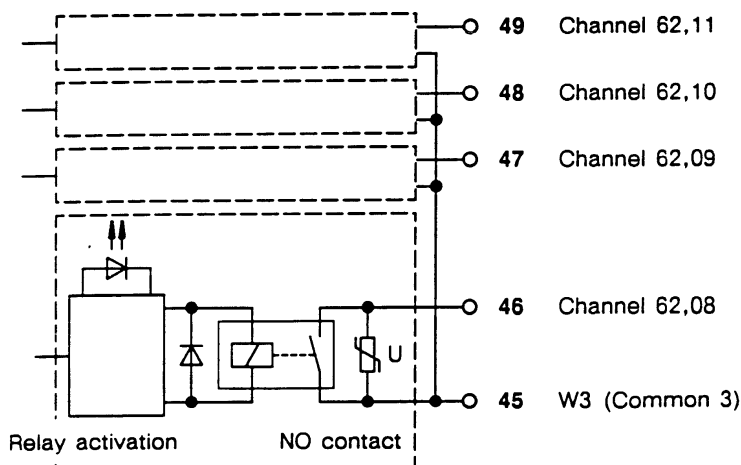 49 Channel 62,11
48 Channel 62,10
47 Channel 62,09
46 Channel 62,08
U
45 W3 (Common 3)
Relay activation NO contact